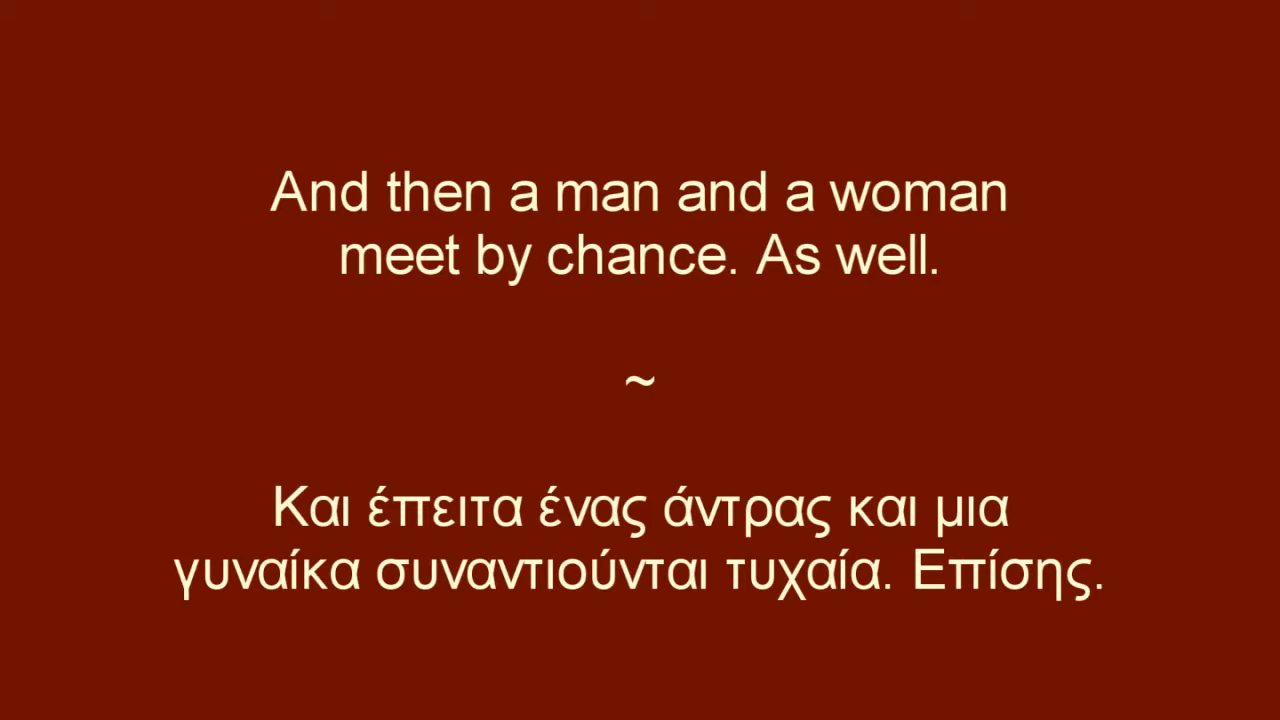 And then a man and a woman
meet by chance. As well.
~
Και έπειτα ένας άντρας και μια
γυναίκα συναντιούνται τυχαία. Επίσης.